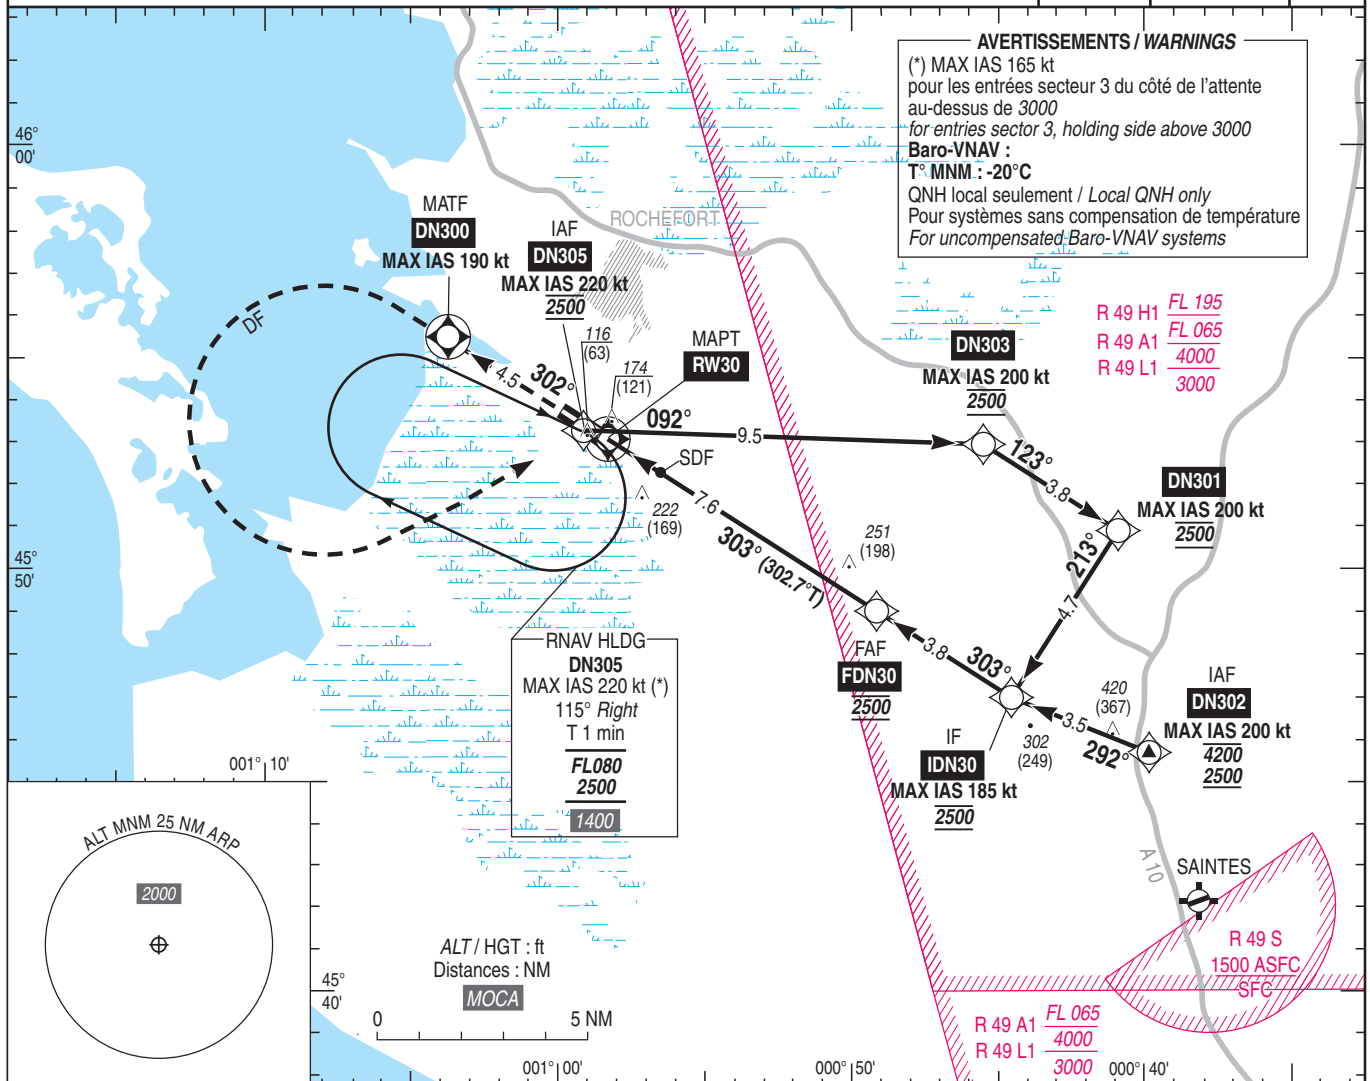 AVERTISSEMENTS / WARNINGS
(*) MAX IAS 165 kt
pour les entrées secteur 3 du côté de l'attente
au-dessus de 3000
for entries sector 3, holding side above 3000
Baro-VNAV :
T° MNM : -20°C
QNH local seulement / Local QNH only
Pour systèmes sans compensation de température
For uncompensated Baro-VNAV systems
46°
00'
ROCHEFORT
MATF
DN300
MAX IAS 190 kt
IAF
DN305
MAX IAS 220 kt
2500
DF
116
(63)
174
(121)
MAPT
RW30
R 49 H1 FL 195
R 49 A1 FL 065
4000
R 49 L1 3000
DN303
MAX IAS 200 kt
2500
4.5
302°
092°
9.5
SDF
123°
3.8
DN301
MAX IAS 200 kt
2500
222
(169)
7.6
303° (302.7°T)
251
(198)
213°
4.7
45°
50'
RNAV HLDG
DN305
MAX IAS 220 kt (*)
115° Right
T 1 min
FL080
2500
1400
FAF
FDN30
2500
3.8
303°
IF
IDN30
MAX IAS 185 kt
2500
302
(249)
420
(367)
3.5
292°
IAF
DN302
MAX IAS 200 kt
4200
2500
001° 10'
ALT MNM 25 NM ARP
2000
A 10
SAINTES
R 49 S
1500 ASFC
SFC
ALT / HGT : ft
Distances : NM
MOCA
0 5 NM
45°
40'
R 49 A1 FL 065
4000
R 49 L1 3000
001° 00'
000° 50'
000° 40'